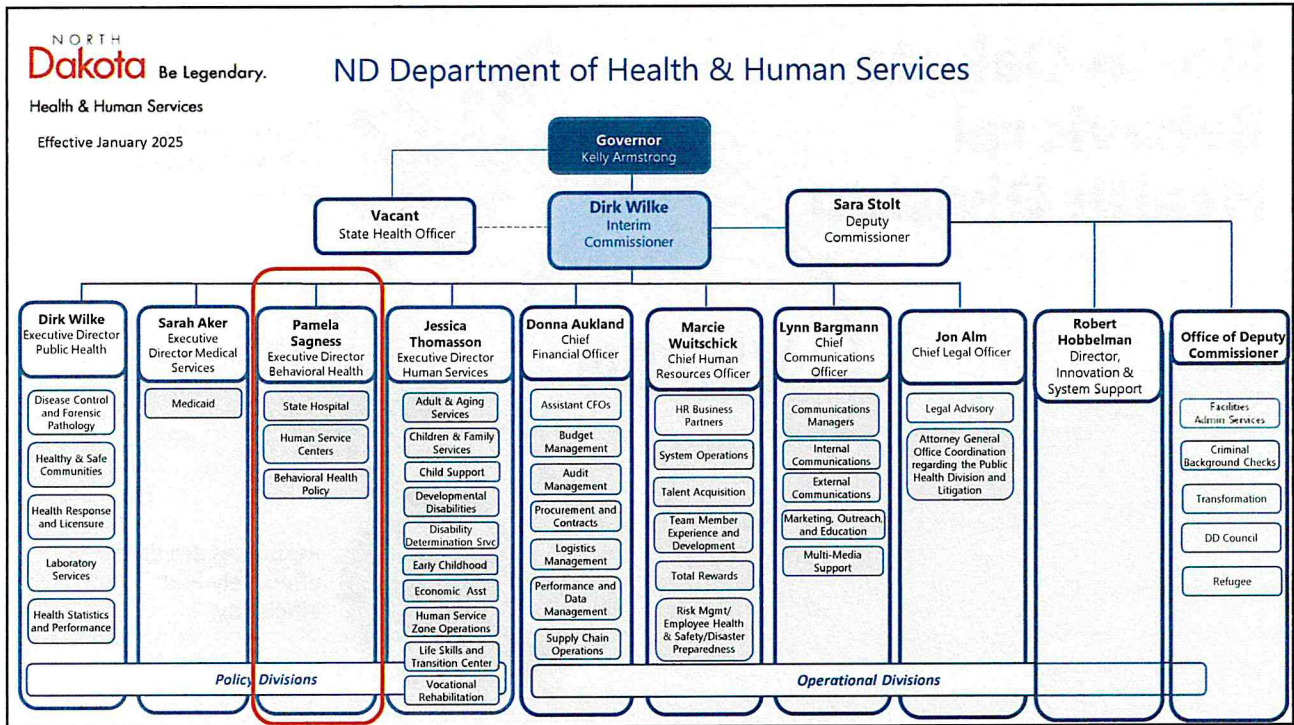 NORTH
Dakota Be Legendary.
Health & Human Services
Effective January 2025
ND Department of Health & Human Services
Governor
Kelly Armstrong
Vacant
State Health Officer
Dirk Wilke
Interim
Commissioner
Sara Stolt
Deputy
Commissioner
Dirk Wilke
Executive Director
Public Health
Disease Control
and Forensic
Pathology
Healthy & Safe
Communities
Health Response
and Licensure
Laboratory
Services
Health Statistics
and Performance
Sarah Aker
Executive
Director Medical
Services
Medicaid
Pamela
Sagness
Executive Director
Behavioral Health
State Hospital
Human Service
Centers
Behavioral Health
Policy
Jessica
Thomasson
Executive Director
Human Services
Adult & Aging
Services
Children & Family
Services
Child Support
Developmental
Disabilities
Disability
Determination Srvc
Early Childhood
Economic Asst
Human Service
Zone Operations
Life Skills and
Transition Center
Vocational
Rehabilitation
Donna Aukland
Chief
Financial Officer
Assistant CFOs
Budget
Management
Audit
Management
Procurement and
Contracts
Logistics
Management
Performance and
Data
Management
Supply Chain
Operations
Marcie
Wuitschick
Chief Human
Resources Officer
HR Business
Partners
System Operations
Talent Acquisition
Team Member
Experience and
Development
Total Rewards
Risk Mgmt/
Employee Health
& Safety/Disaster
Preparedness
Lynn Bargmann
Chief
Communications
Officer
Communications
Managers
Internal
Communications
External
Communications
Marketing, Outreach,
and Education
Multi-Media
Support
Jon Alm
Chief Legal Officer
Legal Advisory
Attorney General
Office Coordination
regarding the Public
Health Division and
Litigation
Robert
Hobbelman
Director,
Innovation &
System Support
Office of Deputy
Commissioner
Facilities
Admin Services
Criminal
Background Checks
Transformation
DD Council
Refugee
Policy Divisions
Operational Divisions